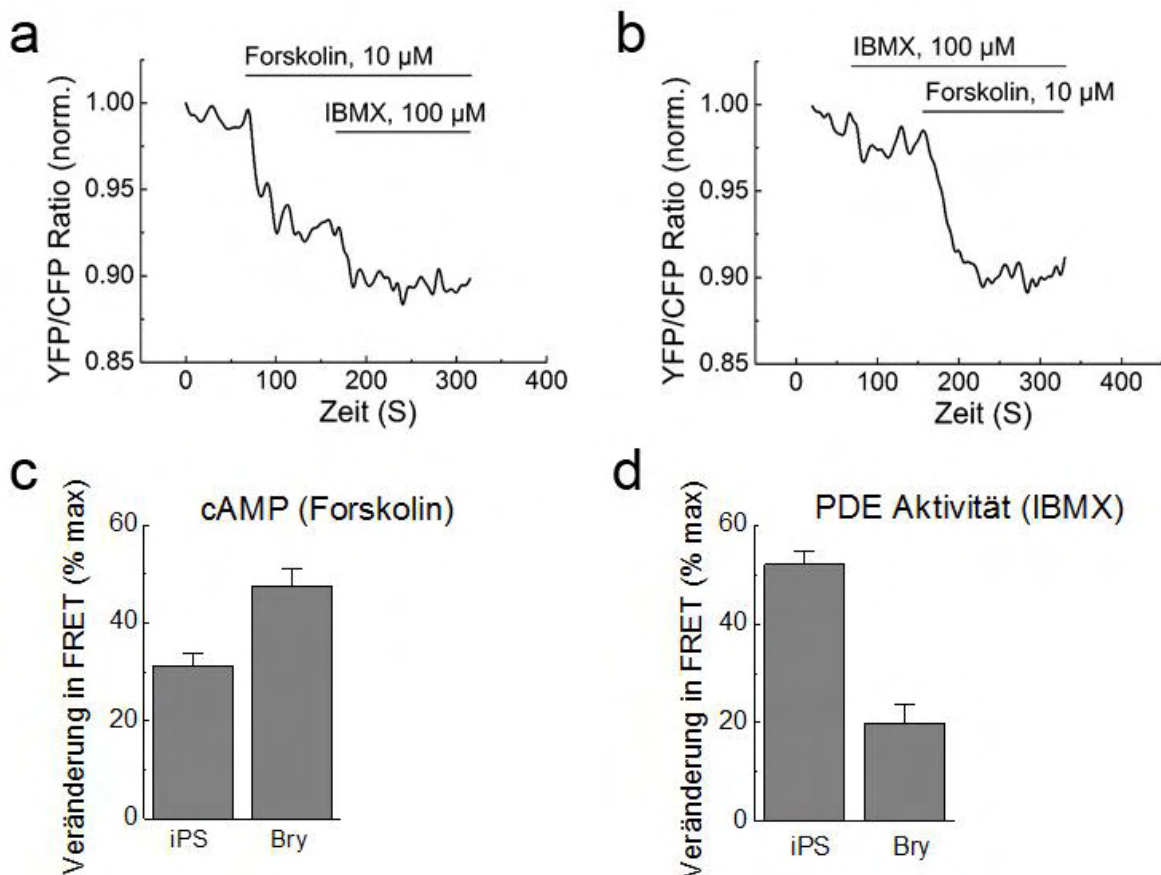 a
Forskolin, 10 µM
IBMX, 100 µM
YFP/CFP Ratio (norm.)
1.00
0.95
0.90
0.85
0
100
200
300
400
Zeit (S)
b
IBMX, 100 µM
Forskolin, 10 µM
YFP/CFP Ratio (norm.)
1.00
0.95
0.90
0.85
0
100
200
300
400
Zeit (S)
c
cAMP (Forskolin)
Veränderung in FRET (% max)
60
40
20
0
iPS
Bry
d
PDE Aktivität (IBMX)
Veränderung in FRET (% max)
60
40
20
0
iPS
Bry